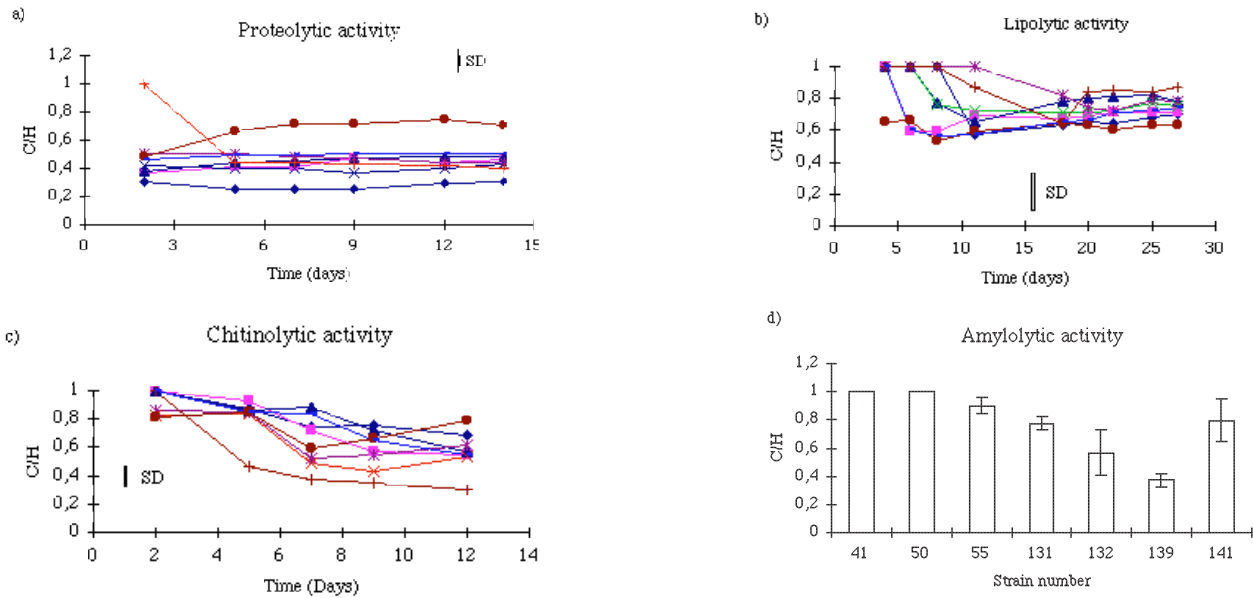 a)
Proteolytic activity
1,2
1
0,8
0,6
0,4
0,2
0
C/H
SD
0 3 6 9 12 15
Time (days)
b)
Lipolytic activity
1
0,8
0,6
0,4
0,2
0
C/H
SD
0 5 10 15 20 25 30
Time (days)
c)
Chitinolytic activity
1
0,8
0,6
0,4
0,2
0
C/H
SD
0 2 4 6 8 10 12 14
Time (Days)
d)
Amylolytic activity
1,2
1
0,8
0,6
0,4
0,2
0
C/H
41 50 55 131 132 139 141
Strain number